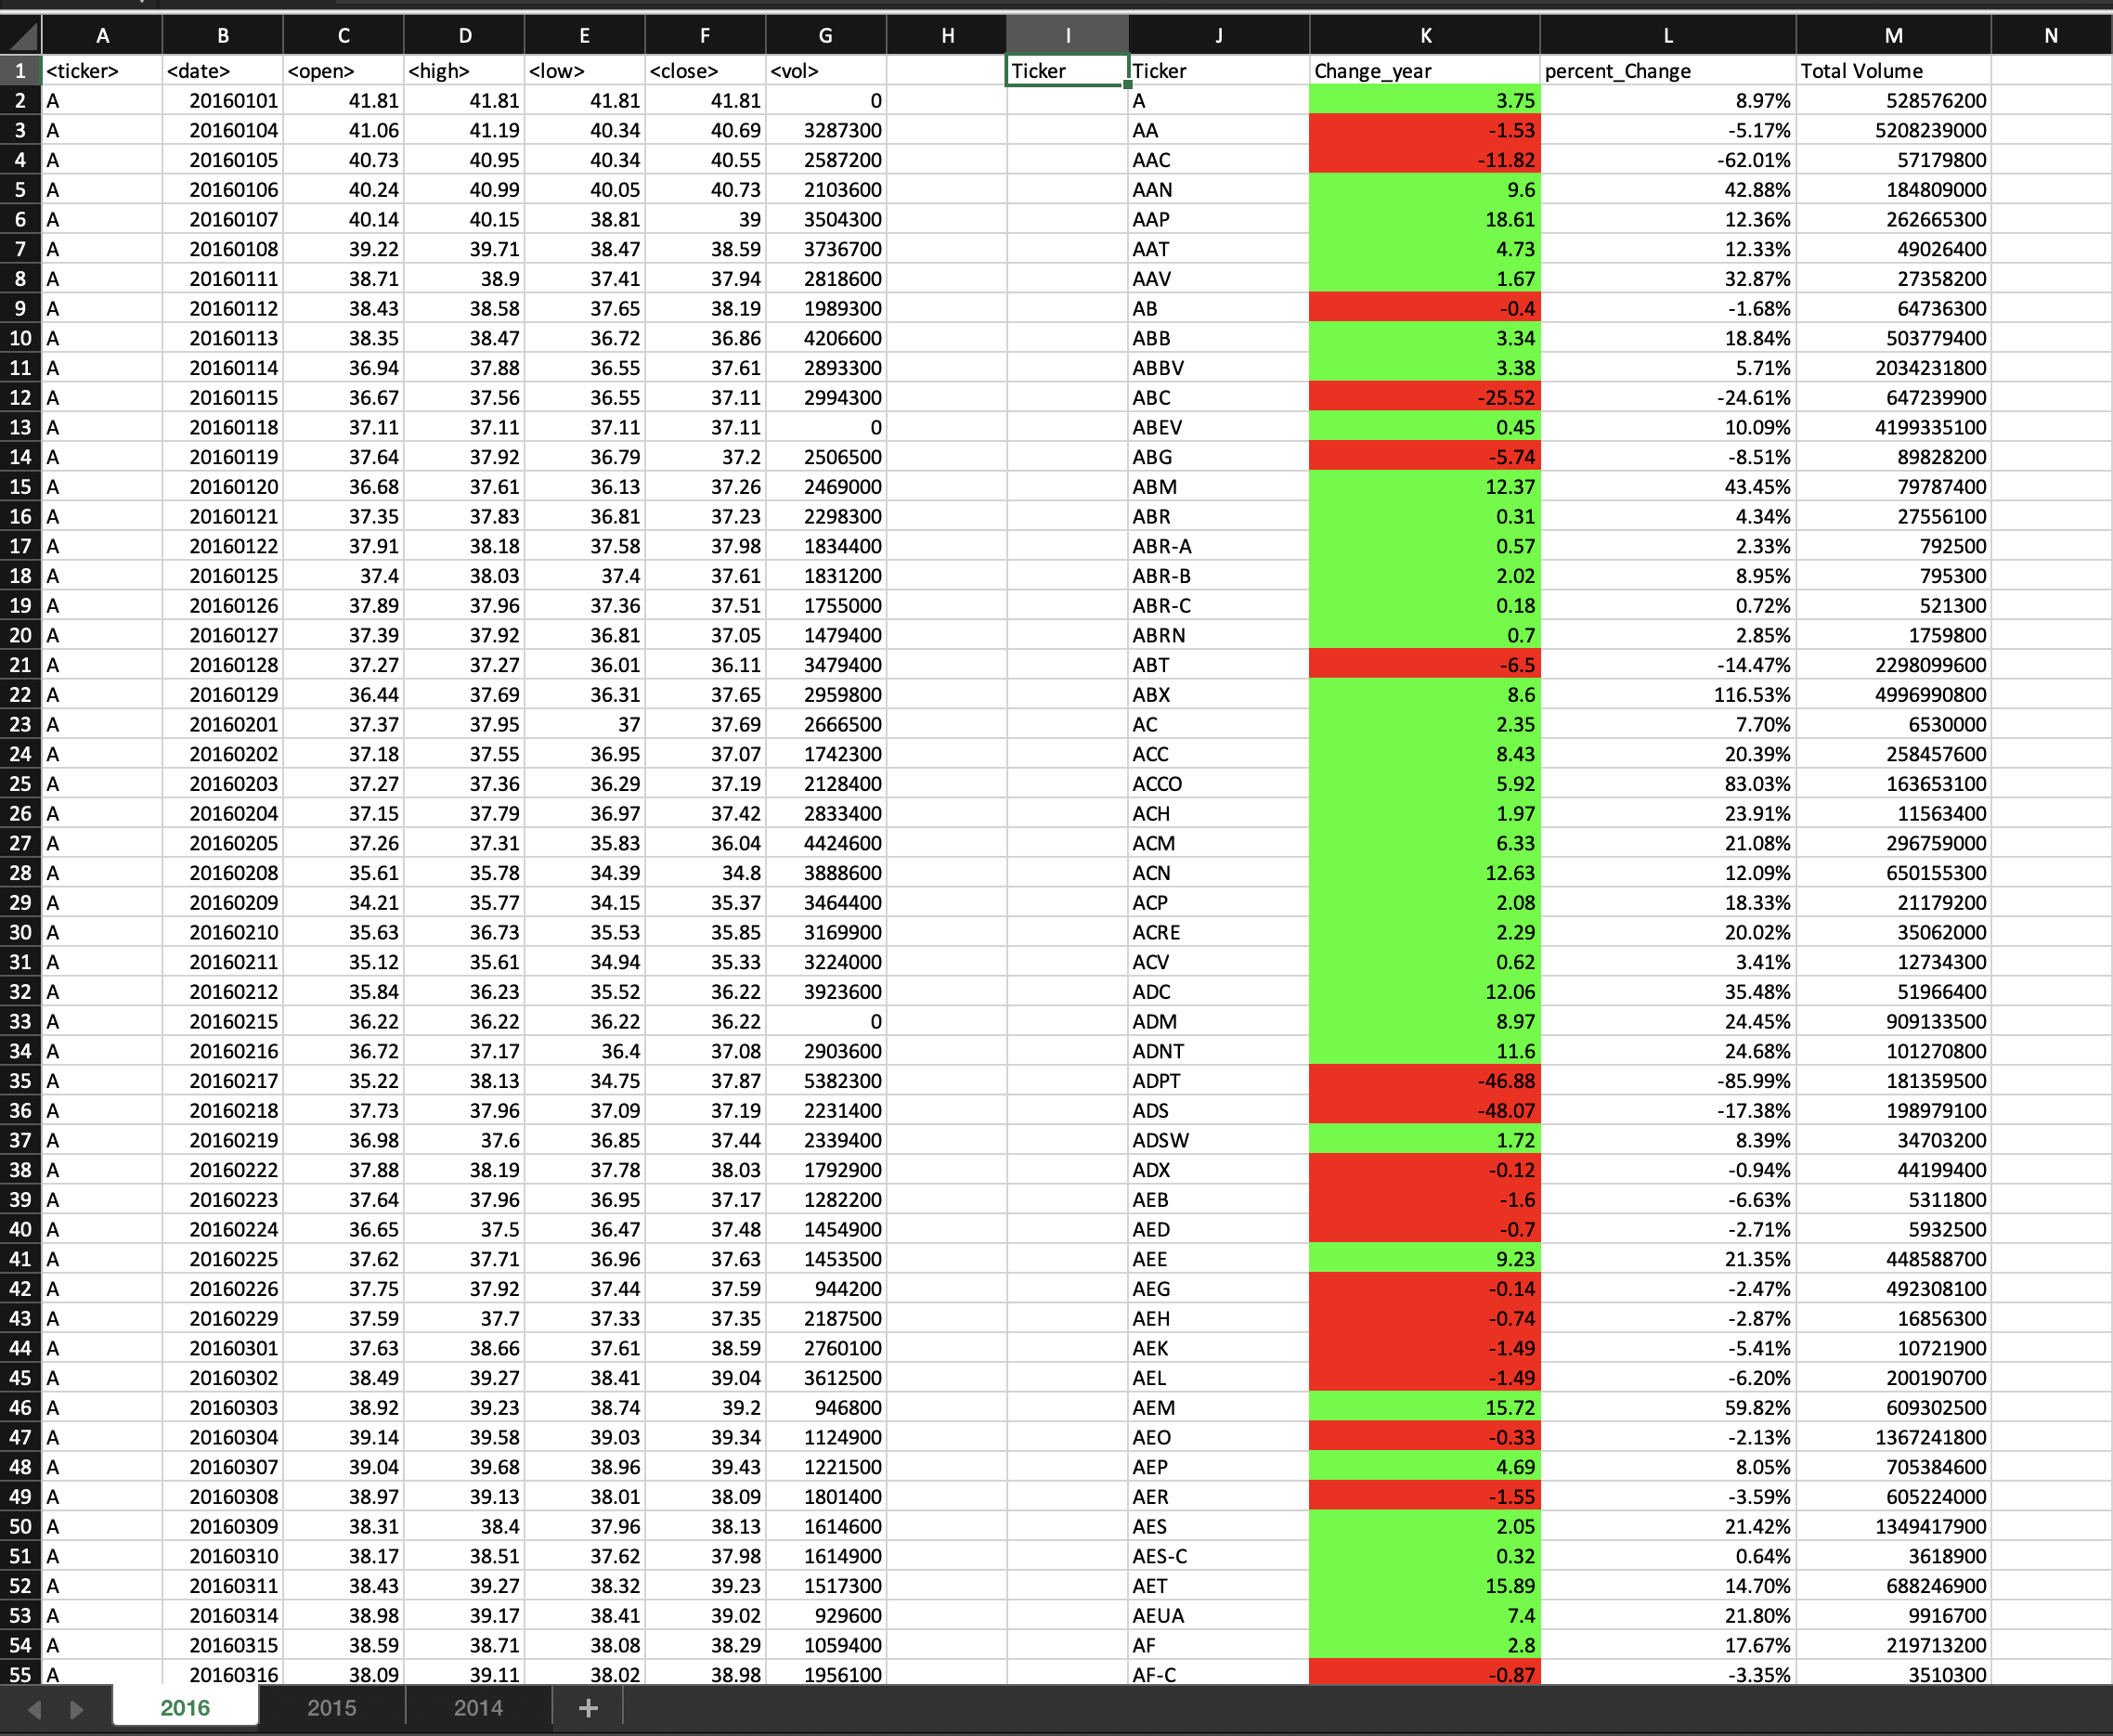 A B C D E F G H I J K L M N
1 <ticker> <date> <open> <high> <low> <close> <vol> Ticker Ticker Change_year percent_Change Total Volume
2 A 20160101 41.81 41.81 41.81 41.81 0 A 3.75 8.97% 528576200
3 A 20160104 41.06 41.19 40.34 40.69 3287300 AA -1.53 -5.17% 5208239000
4 A 20160105 40.73 40.95 40.34 40.55 2587200 AAC -11.82 -62.01% 57179800
5 A 20160106 40.24 40.99 40.05 40.73 2103600 AAN 9.6 42.88% 184809000
6 A 20160107 40.14 40.15 38.81 39 3504300 AAP 18.61 12.36% 262665300
7 A 20160108 39.22 39.71 38.47 38.59 3736700 AAT 4.73 12.33% 49026400
8 A 20160111 38.71 38.9 37.41 37.94 2818600 AAV 1.67 32.87% 27358200
9 A 20160112 38.43 38.58 37.65 38.19 1989300 AB -0.4 -1.68% 64736300
10 A 20160113 38.35 38.47 36.72 36.86 4206600 ABB 3.34 18.84% 503779400
11 A 20160114 36.94 37.88 36.55 37.61 2893300 ABBV 3.38 5.71% 2034231800
12 A 20160115 36.67 37.56 36.55 37.11 2994300 ABC -25.52 -24.61% 647239900
13 A 20160118 37.11 37.11 37.11 37.11 0 ABEV 0.45 10.09% 4199335100
14 A 20160119 37.64 37.92 36.79 37.2 2506500 ABG -5.74 -8.51% 89828200
15 A 20160120 36.68 37.61 36.13 37.26 2469000 ABM 12.37 43.45% 79787400
16 A 20160121 37.35 37.83 36.81 37.23 2298300 ABR 0.31 4.34% 27556100
17 A 20160122 37.91 38.18 37.58 37.98 1834400 ABR-A 0.57 2.33% 792500
18 A 20160125 37.4 38.03 37.4 37.61 1831200 ABR-B 2.02 8.95% 795300
19 A 20160126 37.89 37.96 37.36 37.51 1755000 ABR-C 0.18 0.72% 521300
20 A 20160127 37.39 37.92 36.81 37.05 1479400 ABRN 0.7 2.85% 1759800
21 A 20160128 37.27 37.27 36.01 36.11 3479400 ABT -6.5 -14.47% 2298099600
22 A 20160129 36.44 37.69 36.31 37.65 2959800 ABX 8.6 116.53% 4996990800
23 A 20160201 37.37 37.95 37 37.69 2666500 AC 2.35 7.70% 6530000
24 A 20160202 37.18 37.55 36.95 37.07 1742300 ACC 8.43 20.39% 258457600
25 A 20160203 37.27 37.36 36.29 37.19 2128400 ACCO 5.92 83.03% 163653100
26 A 20160204 37.15 37.79 36.97 37.42 2833400 ACH 1.97 23.91% 11563400
27 A 20160205 37.26 37.31 35.83 36.04 4424600 ACM 6.33 21.08% 296759000
28 A 20160208 35.61 35.78 34.39 34.8 3888600 ACN 12.63 12.09% 650155300
29 A 20160209 34.21 35.77 34.15 35.37 3464400 ACP 2.08 18.33% 21179200
30 A 20160210 35.63 36.73 35.53 35.85 3169900 ACRE 2.29 20.02% 35062000
31 A 20160211 35.12 35.61 34.94 35.33 3224000 ACV 0.62 3.41% 12734300
32 A 20160212 35.84 36.23 35.52 36.22 3923600 ADC 12.06 35.48% 51966400
33 A 20160215 36.22 36.22 36.22 36.22 0 ADM 8.97 24.45% 909133500
34 A 20160216 36.72 37.17 36.4 37.08 2903600 ADNT 11.6 24.68% 101270800
35 A 20160217 35.22 38.13 34.75 37.87 5382300 ADPT -46.88 -85.99% 181359500
36 A 20160218 37.73 37.96 37.09 37.19 2231400 ADS -48.07 -17.38% 198979100
37 A 20160219 36.98 37.6 36.85 37.44 2339400 ADSW 1.72 8.39% 34703200
38 A 20160222 37.88 38.19 37.78 38.03 1792900 ADX -0.12 -0.94% 44199400
39 A 20160223 37.64 37.96 36.95 37.17 1282200 AEB -1.6 -6.63% 5311800
40 A 20160224 36.65 37.5 36.47 37.48 1454900 AED -0.7 -2.71% 5932500
41 A 20160225 37.62 37.71 36.96 37.63 1453500 AEE 9.23 21.35% 448588700
42 A 20160226 37.75 37.92 37.44 37.59 944200 AEG -0.14 -2.47% 492308100
43 A 20160229 37.59 37.7 37.33 37.35 2187500 AEH -0.74 -2.87% 16856300
44 A 20160301 37.63 38.66 37.61 38.59 2760100 AEK -1.49 -5.41% 10721900
45 A 20160302 38.49 39.27 38.41 39.04 3612500 AEL -1.49 -6.20% 200190700
46 A 20160303 38.92 39.23 38.74 39.2 946800 AEM 15.72 59.82% 609302500
47 A 20160304 39.14 39.58 39.03 39.34 1124900 AEO -0.33 -2.13% 1367241800
48 A 20160307 39.04 39.68 38.96 39.43 1221500 AEP 4.69 8.05% 705384600
49 A 20160308 38.97 39.13 38.01 38.09 1801400 AER -1.55 -3.59% 605224000
50 A 20160309 38.31 38.4 37.96 38.13 1614600 AES 2.05 21.42% 1349417900
51 A 20160310 38.17 38.51 37.62 37.98 1614900 AES-C 0.32 0.64% 3618900
52 A 20160311 38.43 39.27 38.32 39.23 1517300 AET 15.89 14.70% 688246900
53 A 20160314 38.98 39.17 38.41 39.02 929600 AEUA 7.4 21.80% 9916700
54 A 20160315 38.59 38.71 38.08 38.29 1059400 AF 2.8 17.67% 219713200
55 A 20160316 38.09 39.11 38.02 38.98 1956100 AF-C -0.87 -3.35% 3510300
2016 2015 2014 +